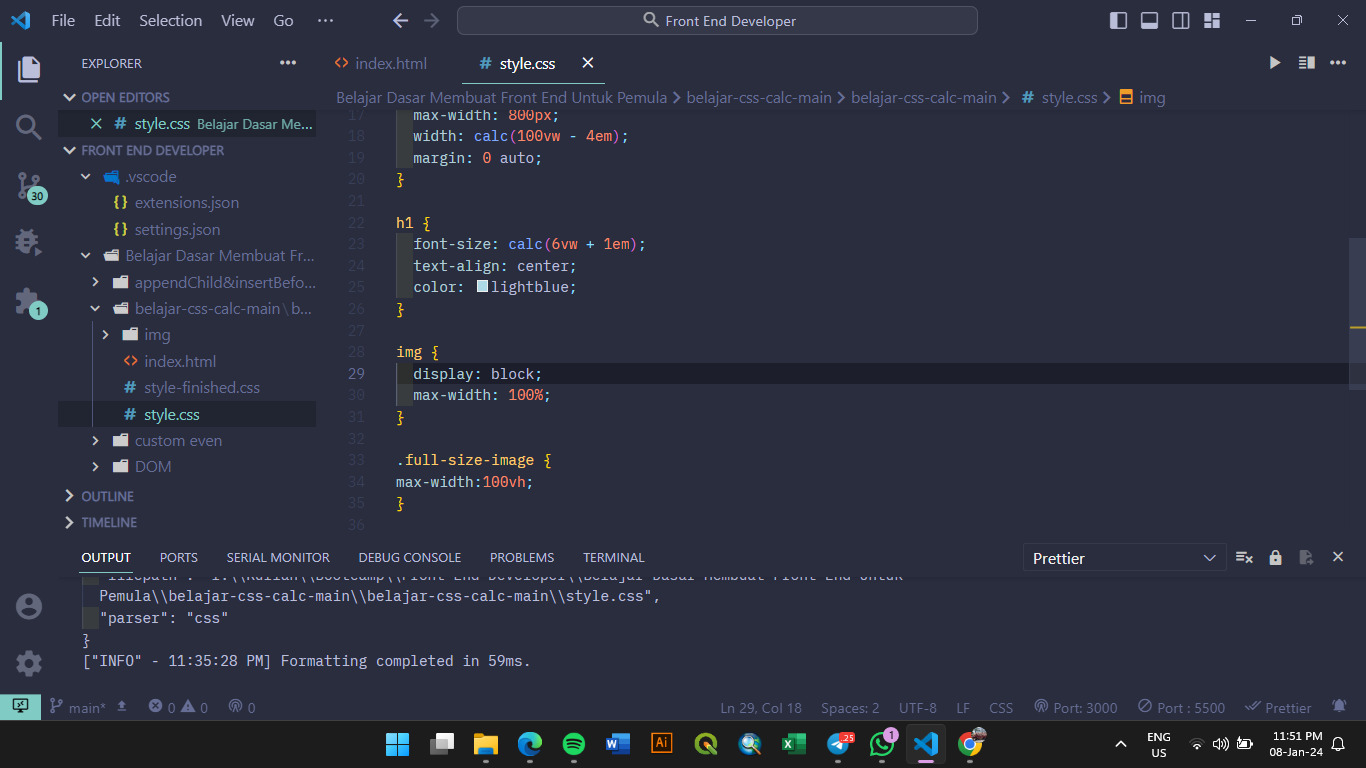 File Edit Selection View Go ···
Front End Developer
EXPLORER ···
OPEN EDITORS
style.css Belajar Dasar Me...
FRONT END DEVELOPER
.vscode
extensions.json
settings.json
Belajar Dasar Membuat Fr...
appendChild&insertBefo...
belajar-css-calc-main\b...
img
index.html
style-finished.css
style.css
custom even
DOM
OUTLINE
TIMELINE
30
1
index.html
# style.css
Belajar Dasar Membuat Front End Untuk Pemula > belajar-css-calc-main > belajar-css-calc-main > # style.css > img
17 max-width: 800px;
18 width: calc(100vw - 4em);
19 margin: 0 auto;
20 }
21
22 h1 {
23 font-size: calc(6vw + 1em);
24 text-align: center;
25 color: lightblue;
26 }
27
28 img {
29 display: block;
30 max-width: 100%;
31 }
32
33 .full-size-image {
34 max-width:100vh;
35 }
36
OUTPUT PORTS SERIAL MONITOR DEBUG CONSOLE PROBLEMS TERMINAL
Prettier
Pemula\\belajar-css-calc-main\\belajar-css-calc-main\\style.css",
"parser": "css"
}
["INFO" - 11:35:28 PM] Formatting completed in 59ms.
main* 0 0 0
Ln 29, Col 18 Spaces: 2 UTF-8 LF CSS Port: 3000 Port : 5500 Prettier
W
Ai
25
1
ENG
US
11:51 PM
08-Jan-24